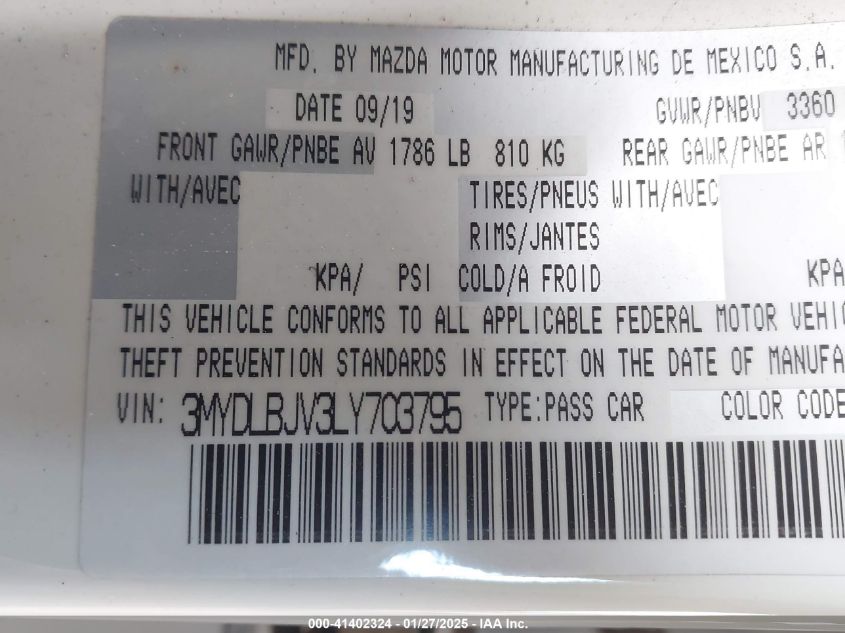 MFD. BY MAZDA MOTOR MANUFACTURING DE MEXICO S.A.
DATE 09/19 GVWR/PNBV 3360
FRONT GAWR/PNBE AV 1786 LB 810 KG REAR GAWR/PNBE AR 1
WITH/AVEC TIRES/PNEUS WITH/AVEC
RIMS/JANTES
KPA/ PSI COLD/A FROID KPA
THIS VEHICLE CONFORMS TO ALL APPLICABLE FEDERAL MOTOR VEHIC
THEFT PREVENTION STANDARDS IN EFFECT ON THE DATE OF MANUFA
VIN: 3MYDLBJV3LY703795 TYPE:PASS CAR COLOR CODE
000-41402324 - 01/27/2025 - IAA Inc.